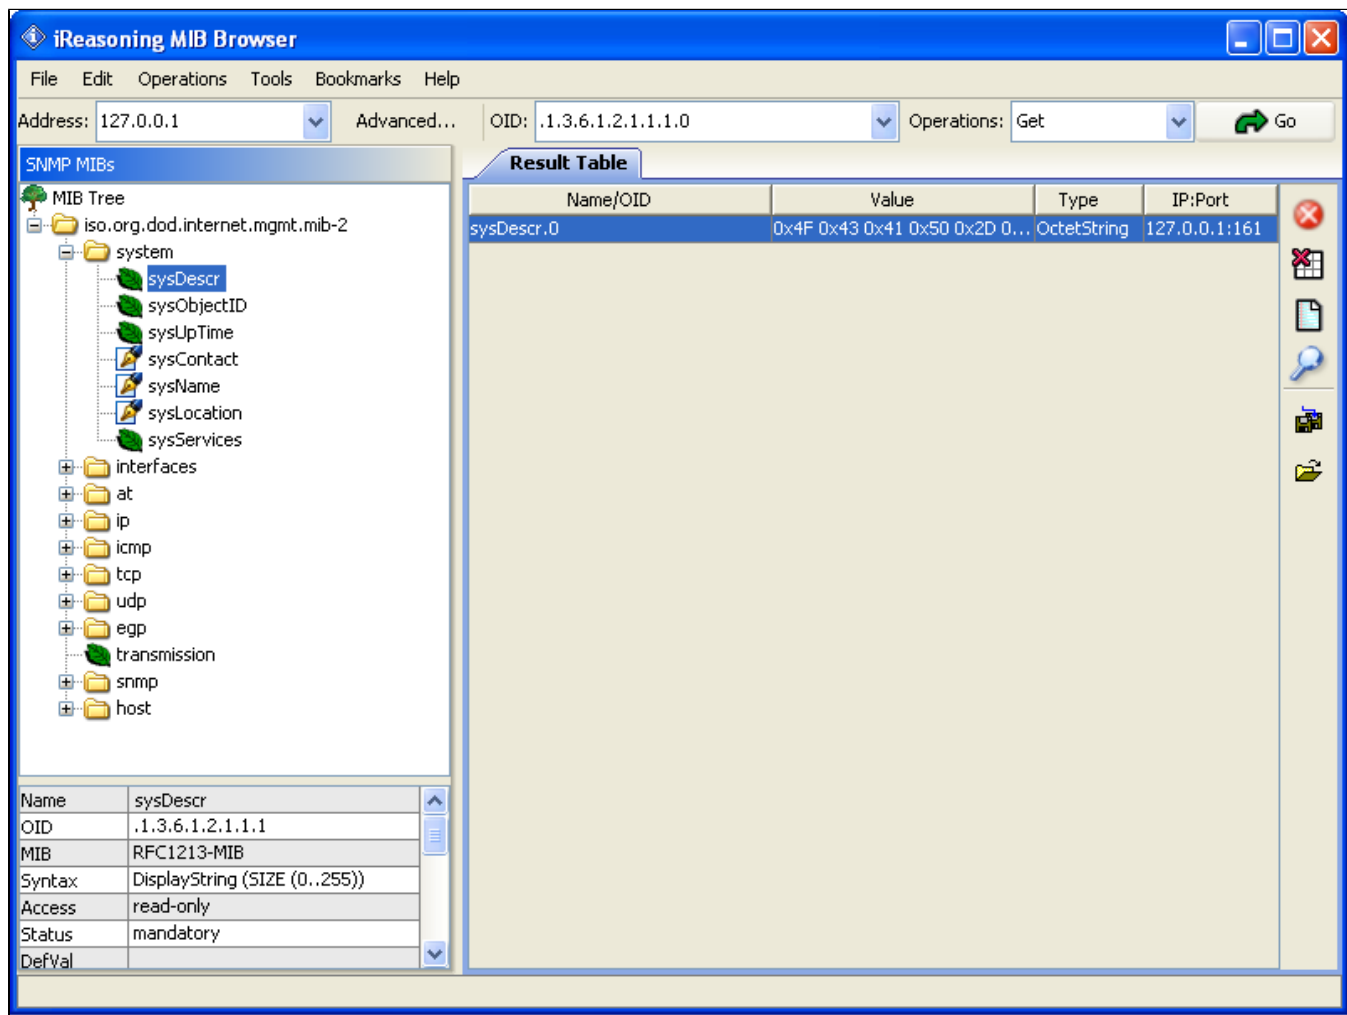 iReasoning MIB Browser
File Edit Operations Tools Bookmarks Help
Address: 127.0.0.1 Advanced... OID: .1.3.6.1.2.1.1.1.0 Operations: Get Go
SNMP MIBs
Result Table
MIB Tree
iso.org.dod.internet.mgmt.mib-2
system
sysDescr
sysObjectID
sysUpTime
sysContact
sysName
sysLocation
sysServices
interfaces
at
ip
icmp
tcp
udp
egp
transmission
snmp
host
Name/OID Value Type IP:Port
sysDescr.0 0x4F 0x43 0x41 0x50 0x2D 0... OctetString 127.0.0.1:161
Name sysDescr
OID .1.3.6.1.2.1.1.1
MIB RFC1213-MIB
Syntax DisplayString (SIZE (0..255))
Access read-only
Status mandatory
DefVal